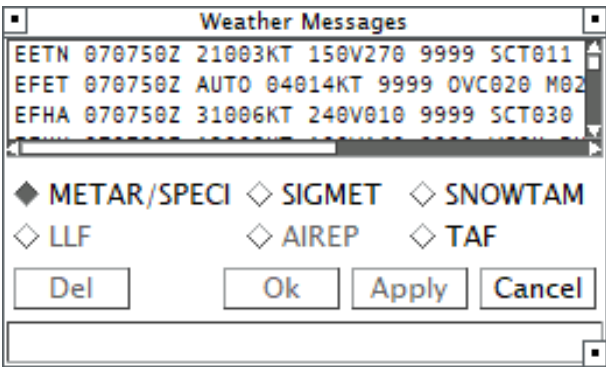 Weather Messages
EETN 070750Z 21003KT 150V270 9999 SCT011
EFET 070750Z AUTO 04014KT 9999 OVC020 M02
EFHA 070750Z 31006KT 240V010 9999 SCT030
METAR/SPECI SIGMET SNOWTAM
LLF AIREP TAF
Del Ok Apply Cancel